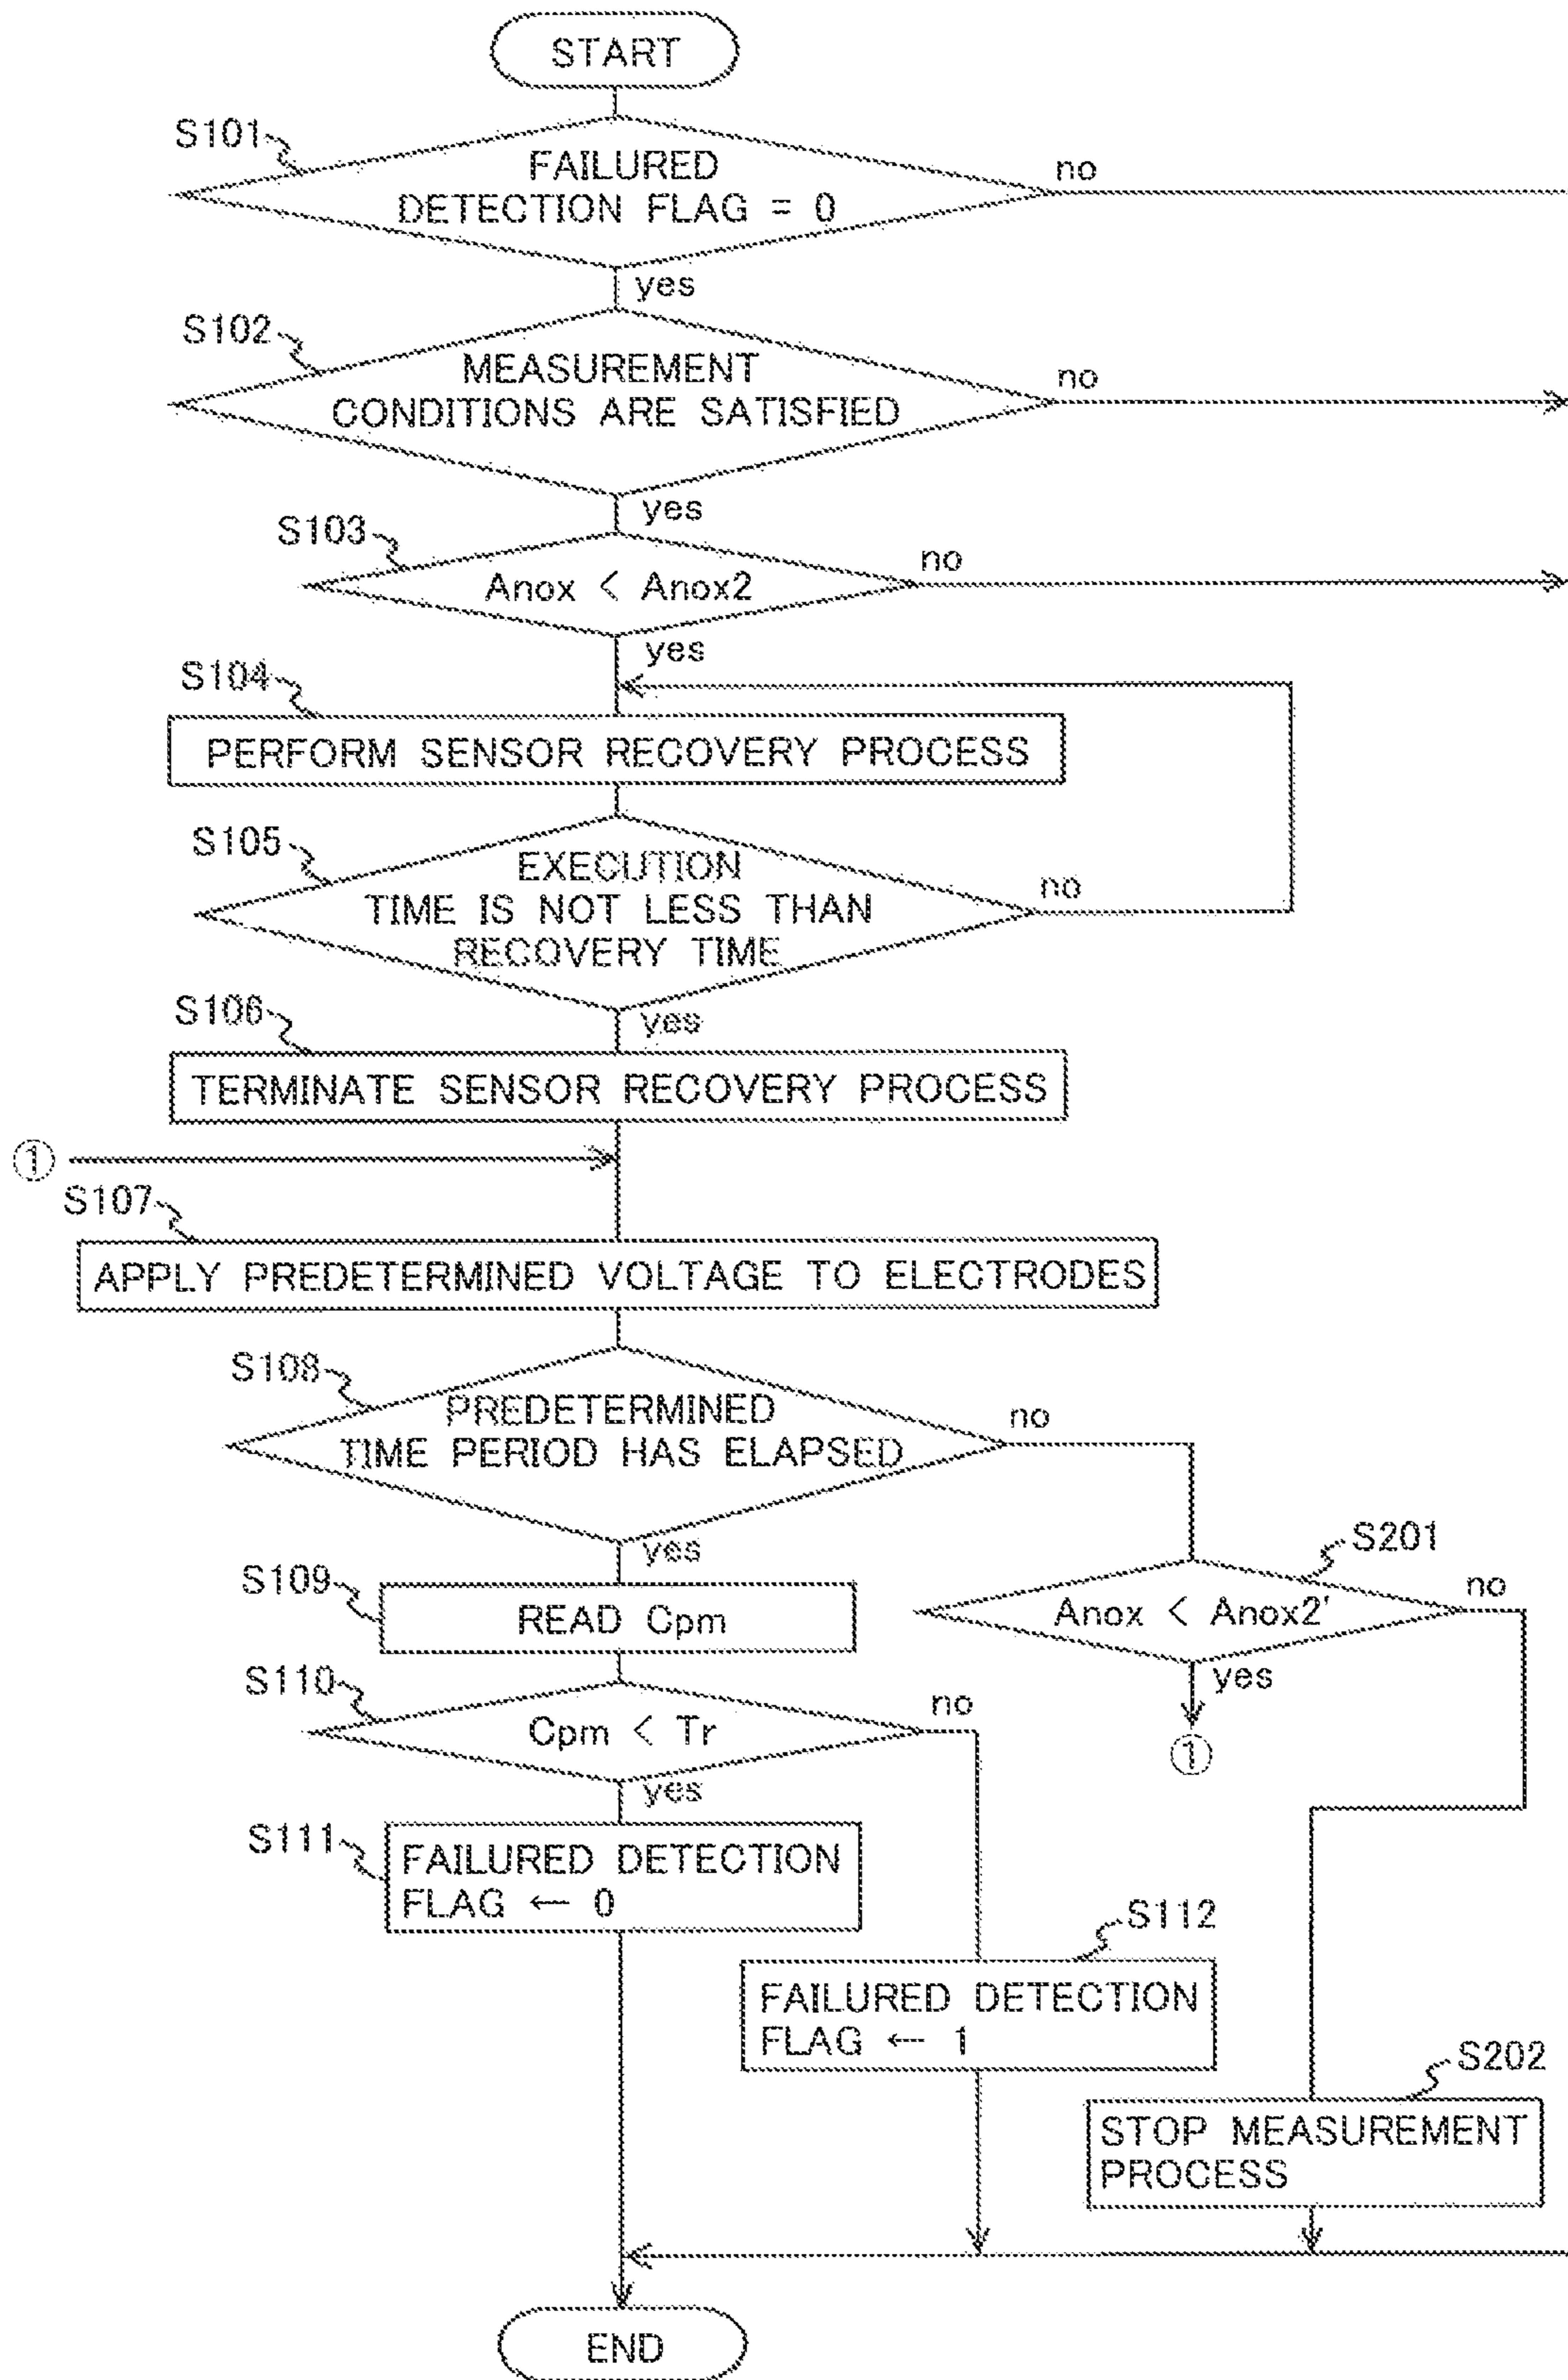 START
S101
FAILURED
DETECTION FLAG = 0
no
yes
S102
MEASUREMENT
CONDITIONS ARE SATISFIED
no
yes
S103
Anox < Anox2
no
yes
S104
PERFORM SENSOR RECOVERY PROCESS
S105
EXECUTION
TIME IS NOT LESS THAN
RECOVERY TIME
no
yes
S106
TERMINATE SENSOR RECOVERY PROCESS
①
S107
APPLY PREDETERMINED VOLTAGE TO ELECTRODES
S108
PREDETERMINED
TIME PERIOD HAS ELAPSED
no
yes
S201
Anox < Anox2'
no
yes
①
S109
READ Cpm
S110
Cpm < Tr
no
yes
S111
FAILURED DETECTION
FLAG ← 0
S112
FAILURED DETECTION
FLAG ← 1
S202
STOP MEASUREMENT
PROCESS
END